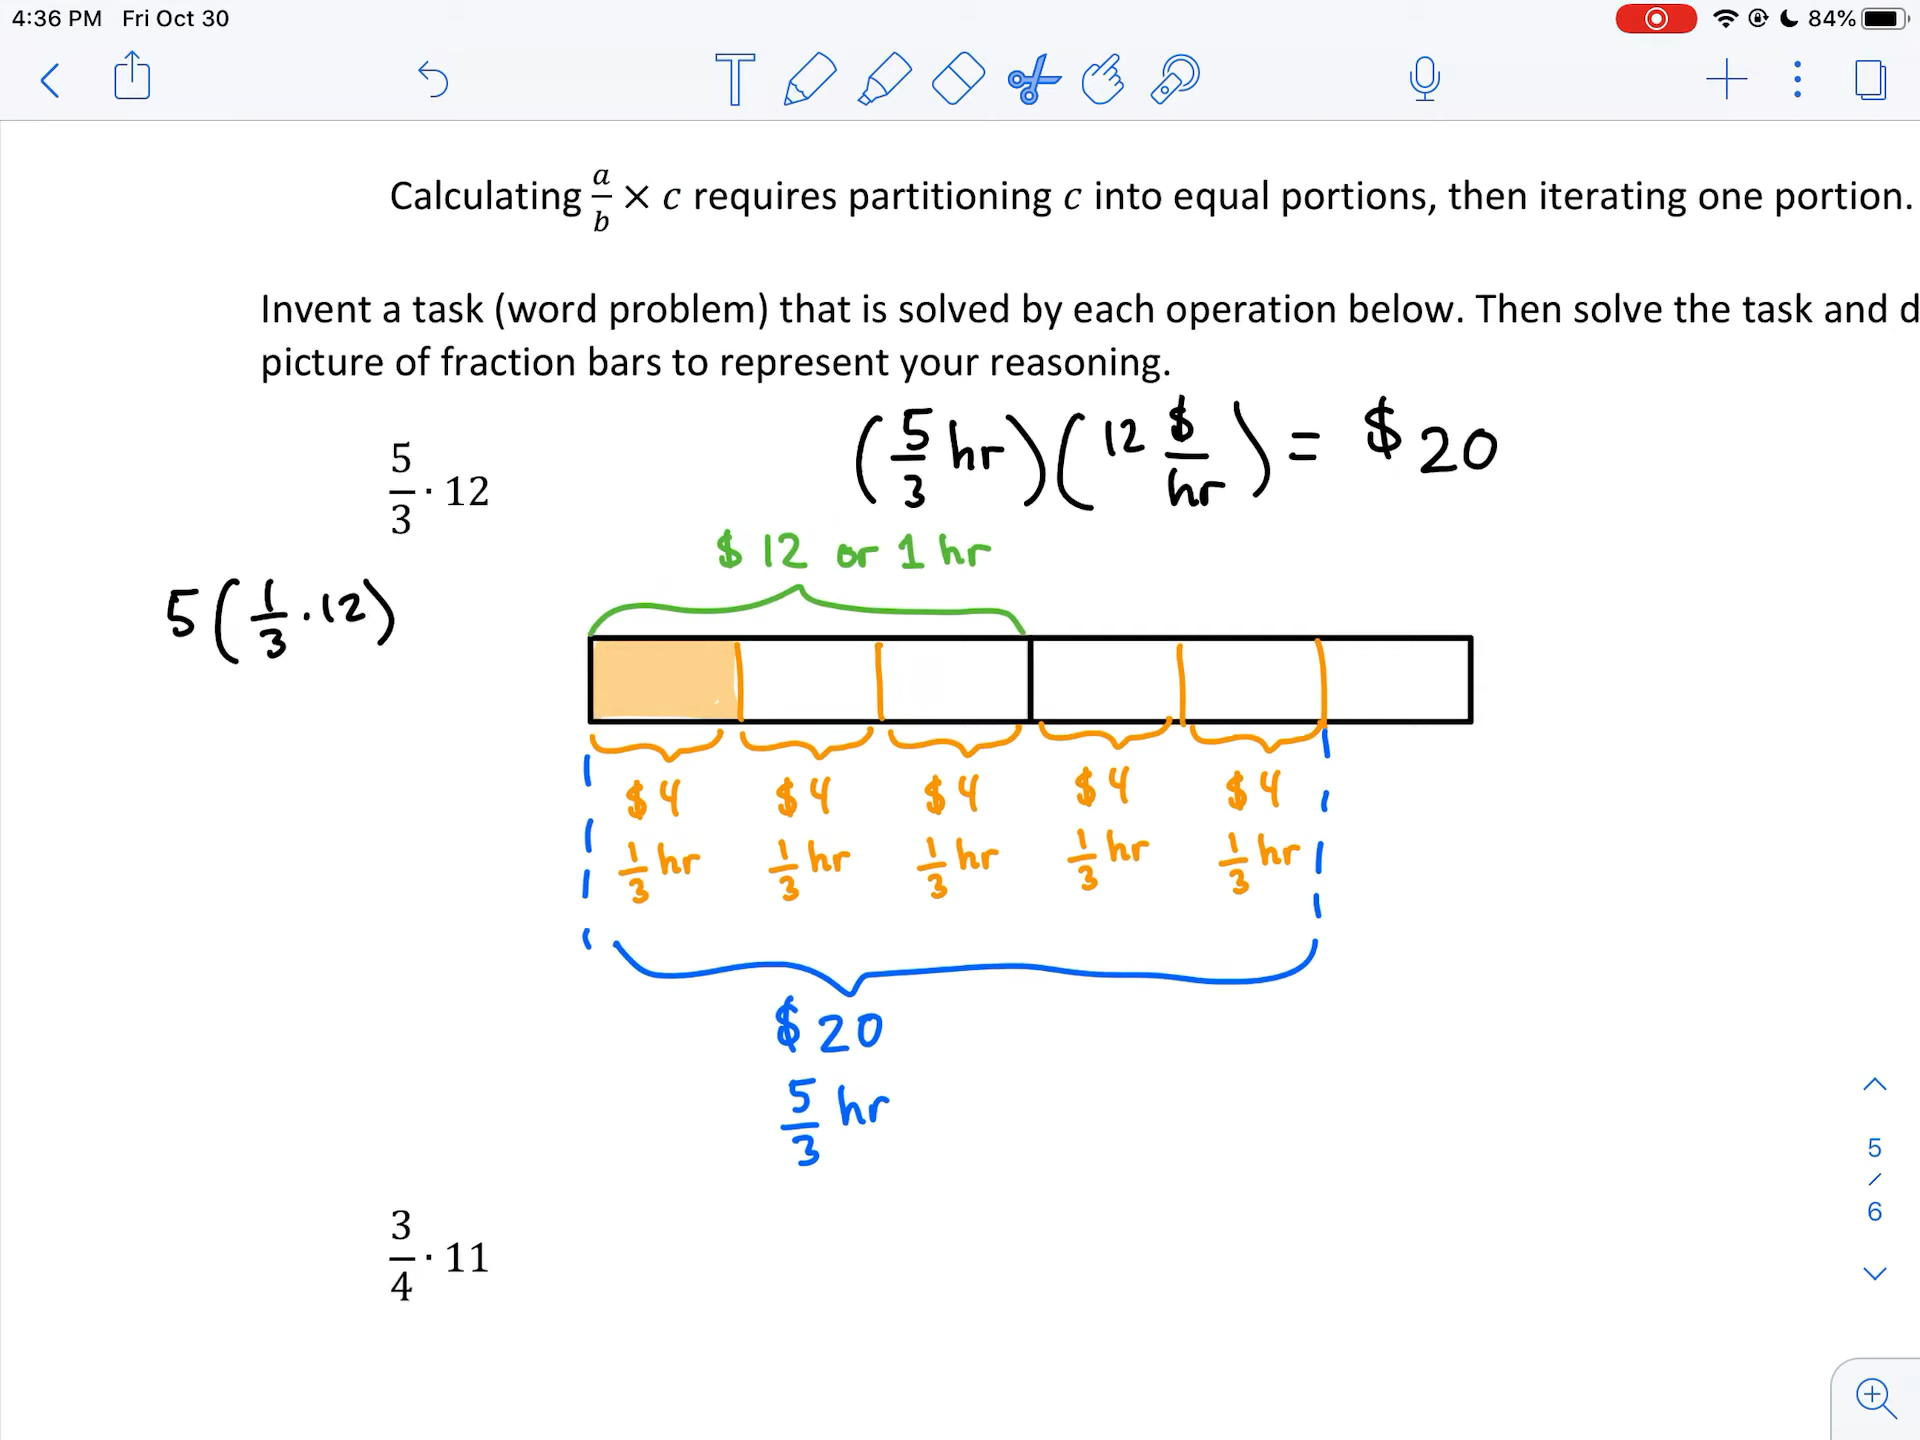 4:36 PM Fri Oct 30
84%
T
Calculating a/b × c requires partitioning c into equal portions, then iterating one portion.
Invent a task (word problem) that is solved by each operation below. Then solve the task and d
picture of fraction bars to represent your reasoning.
(5/3 hr)(12 $/hr) = $20
5/3 · 12
$12 or 1 hr
5(1/3 · 12)
$4 $4 $4 $4 $4
1/3 hr 1/3 hr 1/3 hr 1/3 hr 1/3 hr
$20
5/3 hr
5
/
6
3/4 · 11